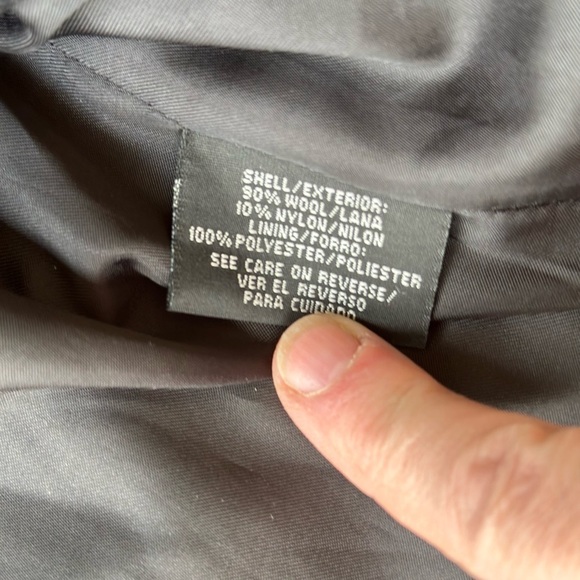 SHELL/EXTERIOR:
90% WOOL/LANA
10% NYLON/NILON
LINING/FORRO:
100% POLYESTER/POLIESTER
SEE CARE ON REVERSE/
VER EL REVERSO
PARA CUIDADO